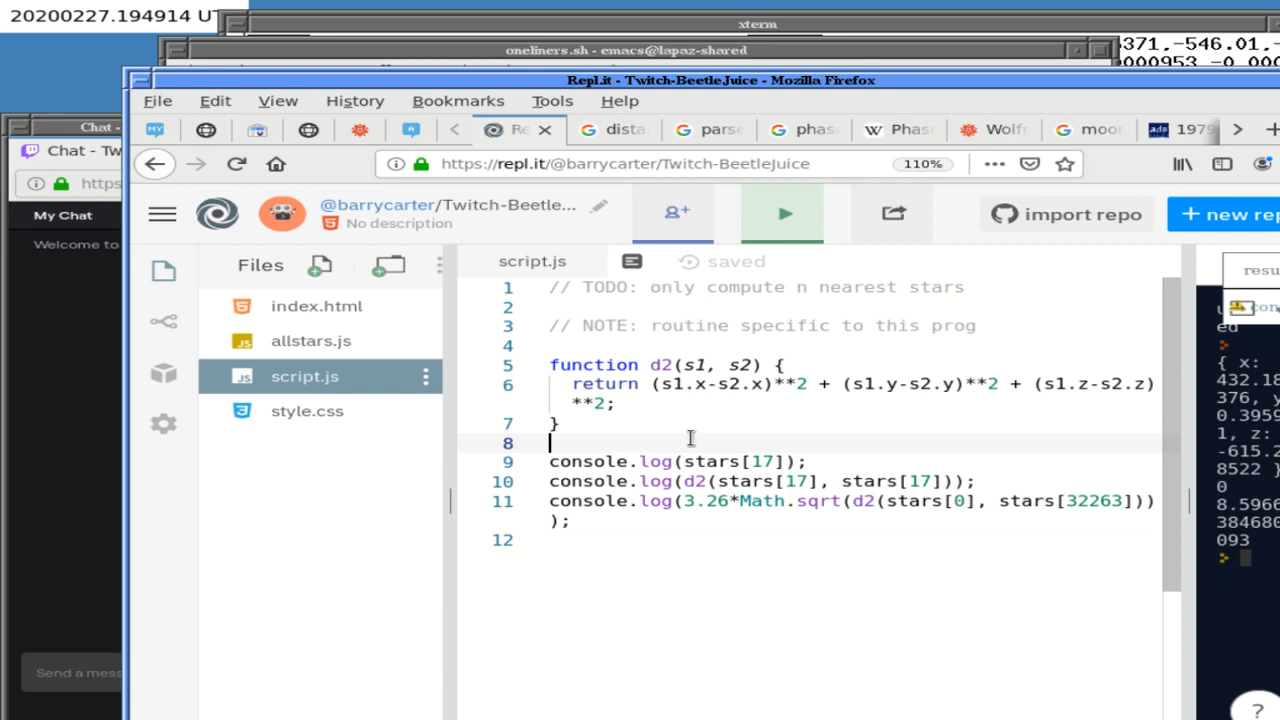 20200227.194914 U
xterm
oneliners.sh - emacs@lapaz-shared
371,-546.01,-
Repl.it - Twitch-BeetleJuice - Mozilla Firefox
File Edit View History Bookmarks Tools Help
Chat -
Re dista parse phas Phas Wolfr moo ads 1979
Chat - Tw
https://repl.it/@barrycarter/Twitch-BeetleJuice 110%
https
My Chat
Welcome to
@barrycarter/Twitch-Beetle...
No description
import repo
+ new rep
Files
script.js
saved
resu
index.html
allstars.js
script.js
style.css
1 // TODO: only compute n nearest stars
2
3 // NOTE: routine specific to this prog
4
5 function d2(s1, s2) {
6 return (s1.x-s2.x)**2 + (s1.y-s2.y)**2 + (s1.z-s2.z)
**2;
7 }
8
9 console.log(stars[17]);
10 console.log(d2(stars[17], stars[17]));
11 console.log(3.26*Math.sqrt(d2(stars[0], stars[32263]))
);
12
con
ed
>
{ x:
432.18
376, y
0.3959
1, z:
-615.2
8522 }
0
8.5966
384680
093
>
Send a mess
?